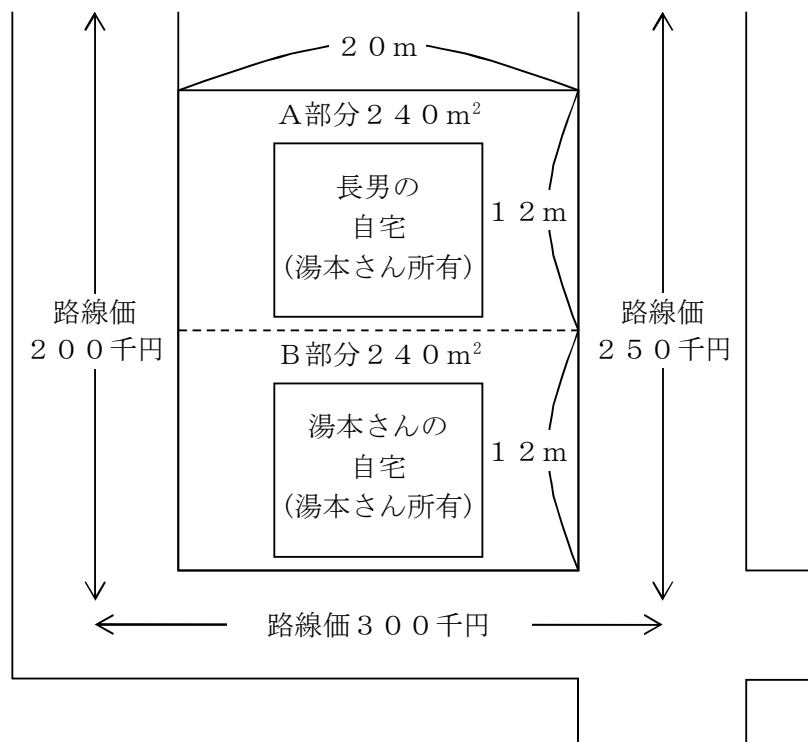 ２０ｍ
A部分２４０m²
長男の
自宅
(湯本さん所有)
１２ｍ
路線価
２００千円
路線価
２５０千円
B部分２４０m²
湯本さんの
自宅
(湯本さん所有)
１２ｍ
路線価３００千円